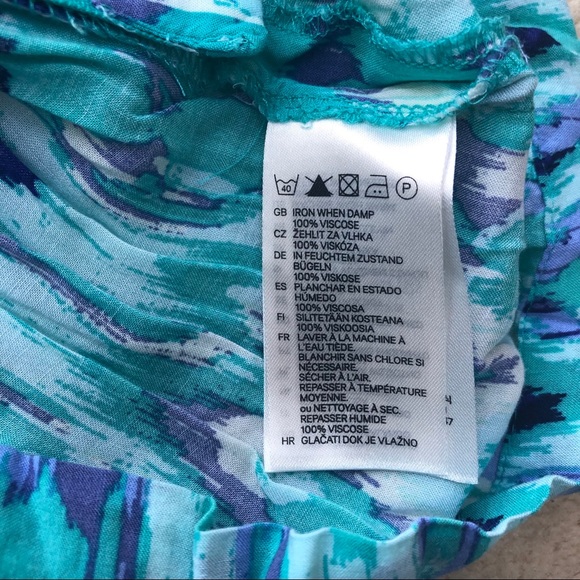 40 P
GB IRON WHEN DAMP
100% VISCOSE
CZ ŽEHLIT ZA VLHKA
100% VISKÓZA
DE IN FEUCHTEM ZUSTAND
BÜGELN
100% VISKOSE
ES PLANCHAR EN ESTADO
HÚMEDO
100% VISCOSA
FI SILITETÄÄN KOSTEANA
100% VISKOOSIA
FR LAVER À LA MACHINE À
L'EAU TIÈDE.
BLANCHIR SANS CHLORE SI
NÉCESSAIRE.
SÉCHER À L'AIR.
REPASSER À TEMPÉRATURE
MOYENNE.
ou NETTOYAGE À SEC.
REPASSER HUMIDE
100% VISCOSE
HR GLAČATI DOK JE VLAŽNO